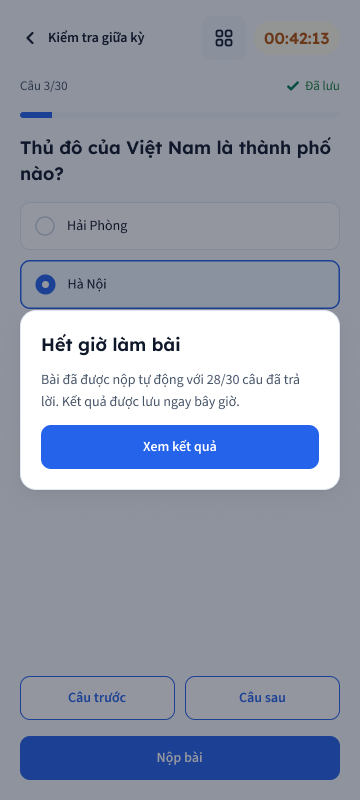 Kiểm tra giữa kỳ
00:42:13
Câu 3/30
Đã lưu
Thủ đô của Việt Nam là thành phố
nào?
Hải Phòng
Hà Nội
Hết giờ làm bài
Bài đã được nộp tự động với 28/30 câu đã trả
lời. Kết quả được lưu ngay bây giờ.
Xem kết quả
Câu trước
Câu sau
Nộp bài